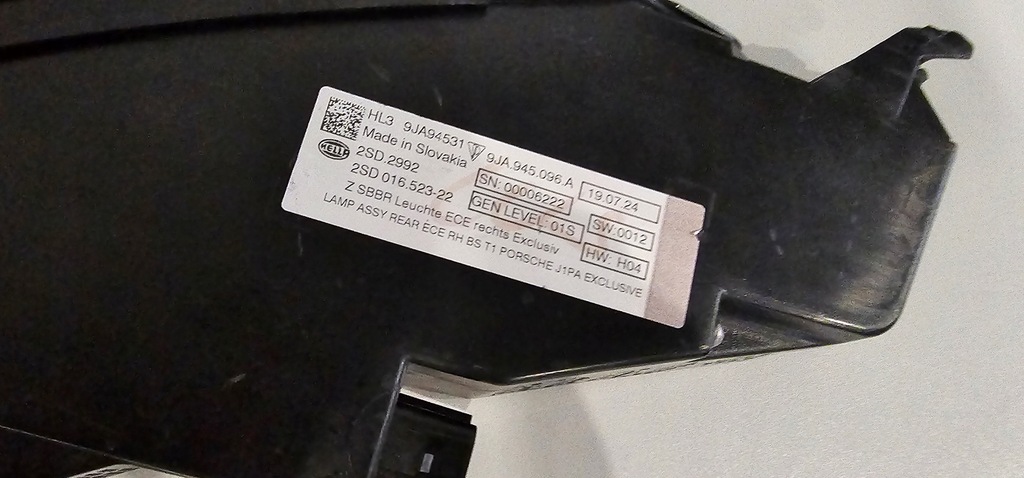 HL3 9JA94531 9JA.945.096.A 19.07.24
Made in Slovakia
HELLA 2SD.2992 SN: 00006222 SW:0012
2SD 016.523-22 GEN LEVEL: 01S HW: H04
Z SBBR Leuchte ECE rechts Exclusiv
LAMP ASSY REAR ECE RH BS T1 PORSCHE J1PA EXCLUSIVE